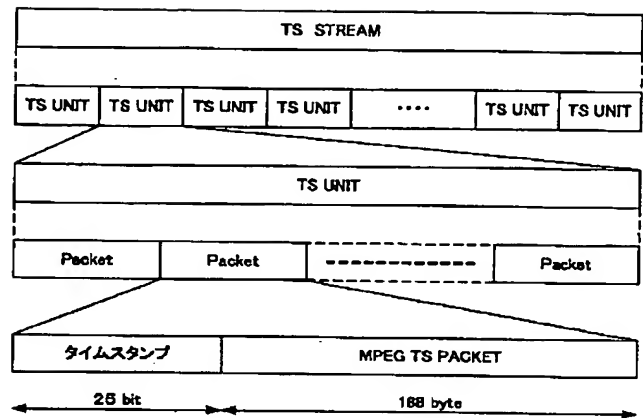 TS STREAM
TS UNIT TS UNIT TS UNIT TS UNIT ···· TS UNIT TS UNIT
TS UNIT
Packet Packet Packet
タイムスタンプ MPEG TS PACKET
25 bit 188 byte